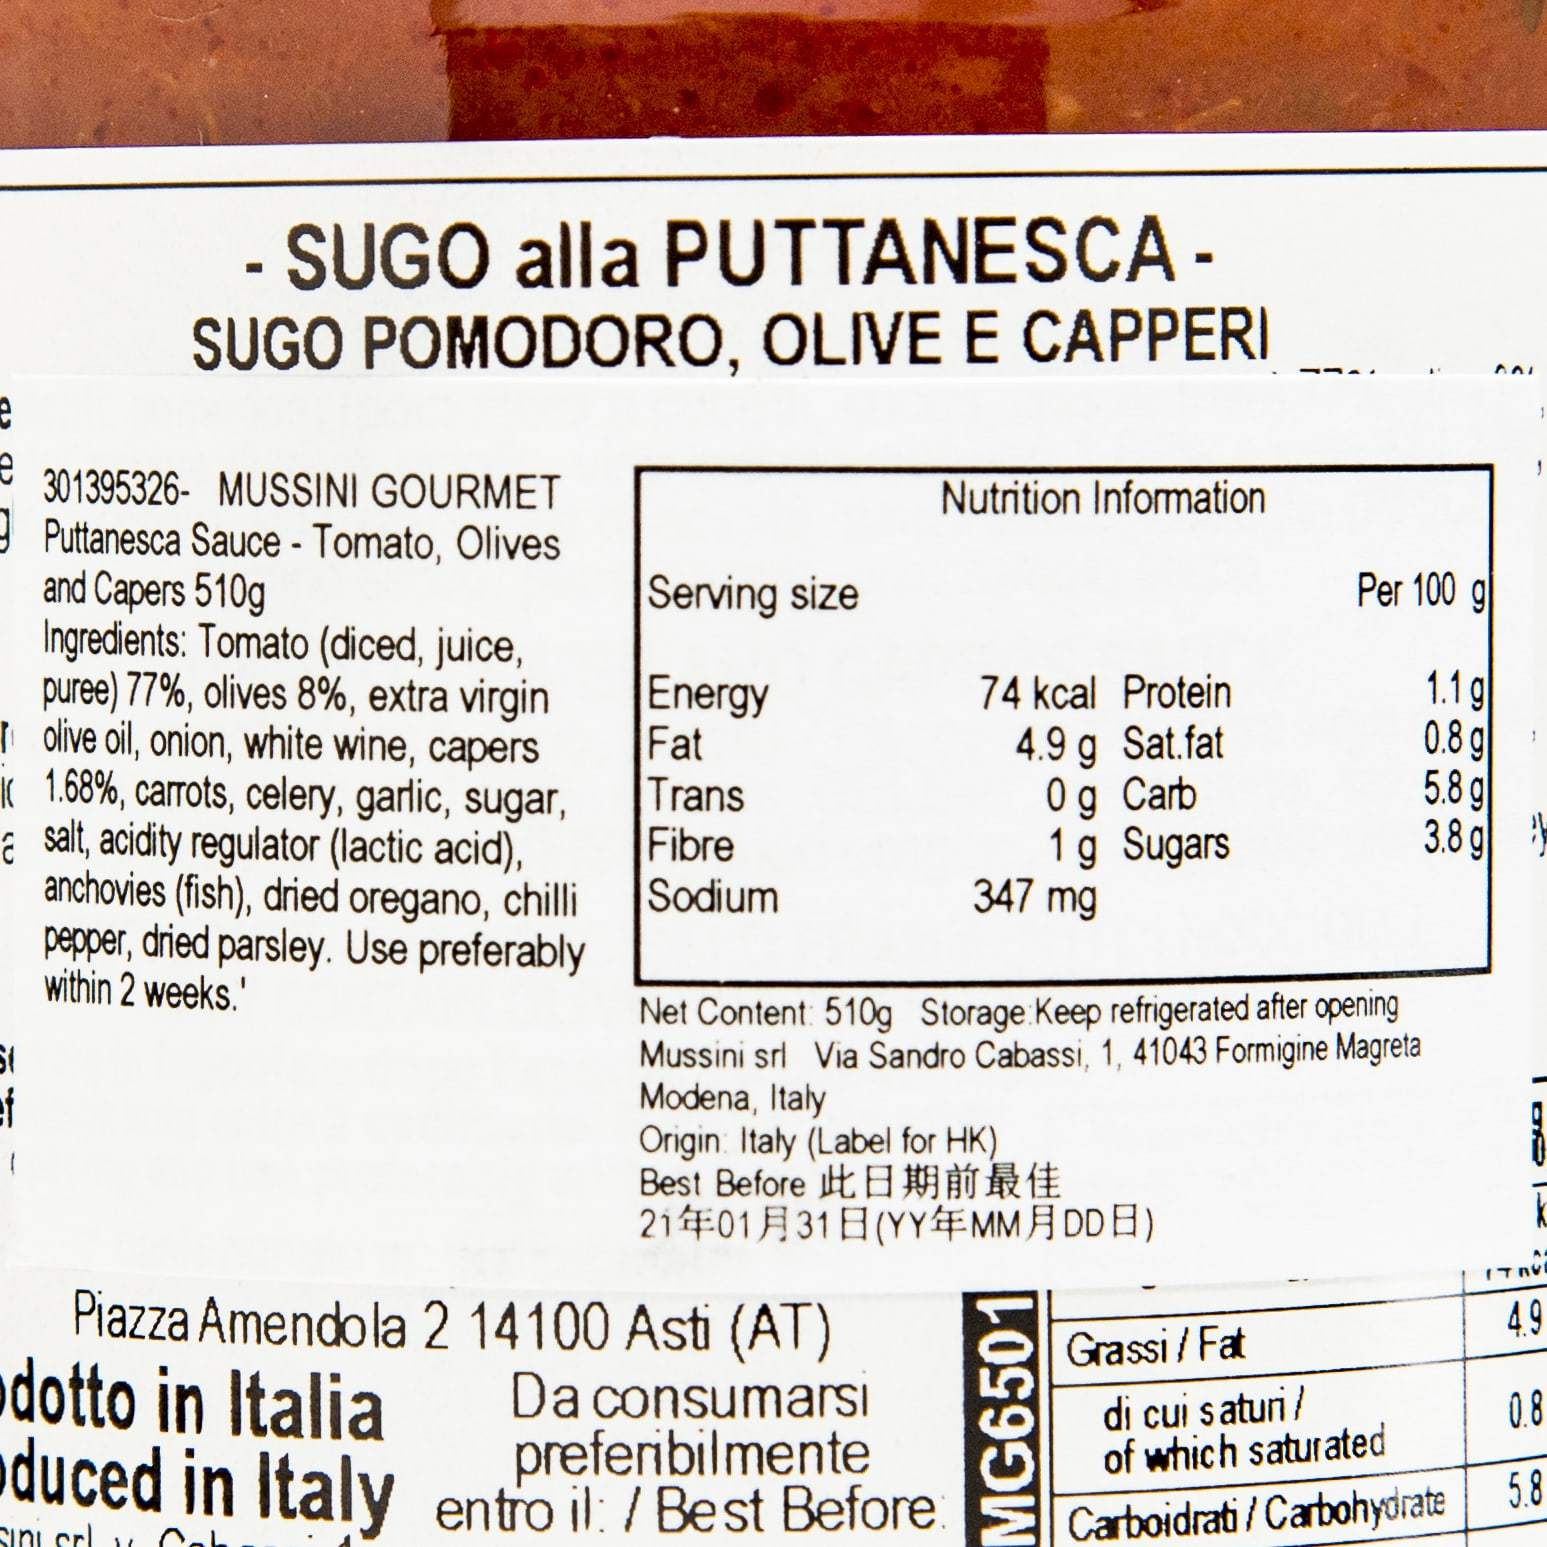 - SUGO alla PUTTANESCA -
SUGO POMODORO, OLIVE E CAPPERI
301395326- MUSSINI GOURMET
Puttanesca Sauce - Tomato, Olives
and Capers 510g
Ingredients: Tomato (diced, juice,
puree) 77%, olives 8%, extra virgin
olive oil, onion, white wine, capers
1.68%, carrots, celery, garlic, sugar,
salt, acidity regulator (lactic acid),
anchovies (fish), dried oregano, chilli
pepper, dried parsley. Use preferably
within 2 weeks.'
Nutrition Information
Serving size Per 100 g
Energy 74 kcal Protein 1.1 g
Fat 4.9 g Sat.fat 0.8 g
Trans 0 g Carb 5.8 g
Fibre 1 g Sugars 3.8 g
Sodium 347 mg
Net Content: 510g Storage:Keep refrigerated after opening
Mussini srl Via Sandro Cabassi, 1, 41043 Formigine Magreta
Modena, Italy
Origin: Italy (Label for HK)
Best Before 此日期前最佳
21年01月31日(YY年MM月DD日)
Piazza Amendola 2 14100 Asti (AT)
odotto in Italia
oduced in Italy
Da consumarsi
preferibilmente
entro il: / Best Before:
MG6501
Grassi / Fat 4.9
di cui saturi / 0.8
of which saturated
Carboidrati / Carbohydrate 5.8